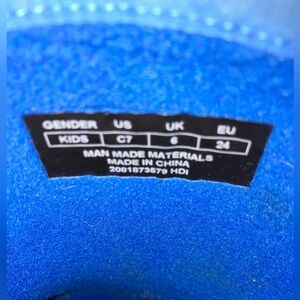 GENDER US UK EU
KIDS C7 6 24
MAN MADE MATERIALS
MADE IN CHINA
2081873579 HDI